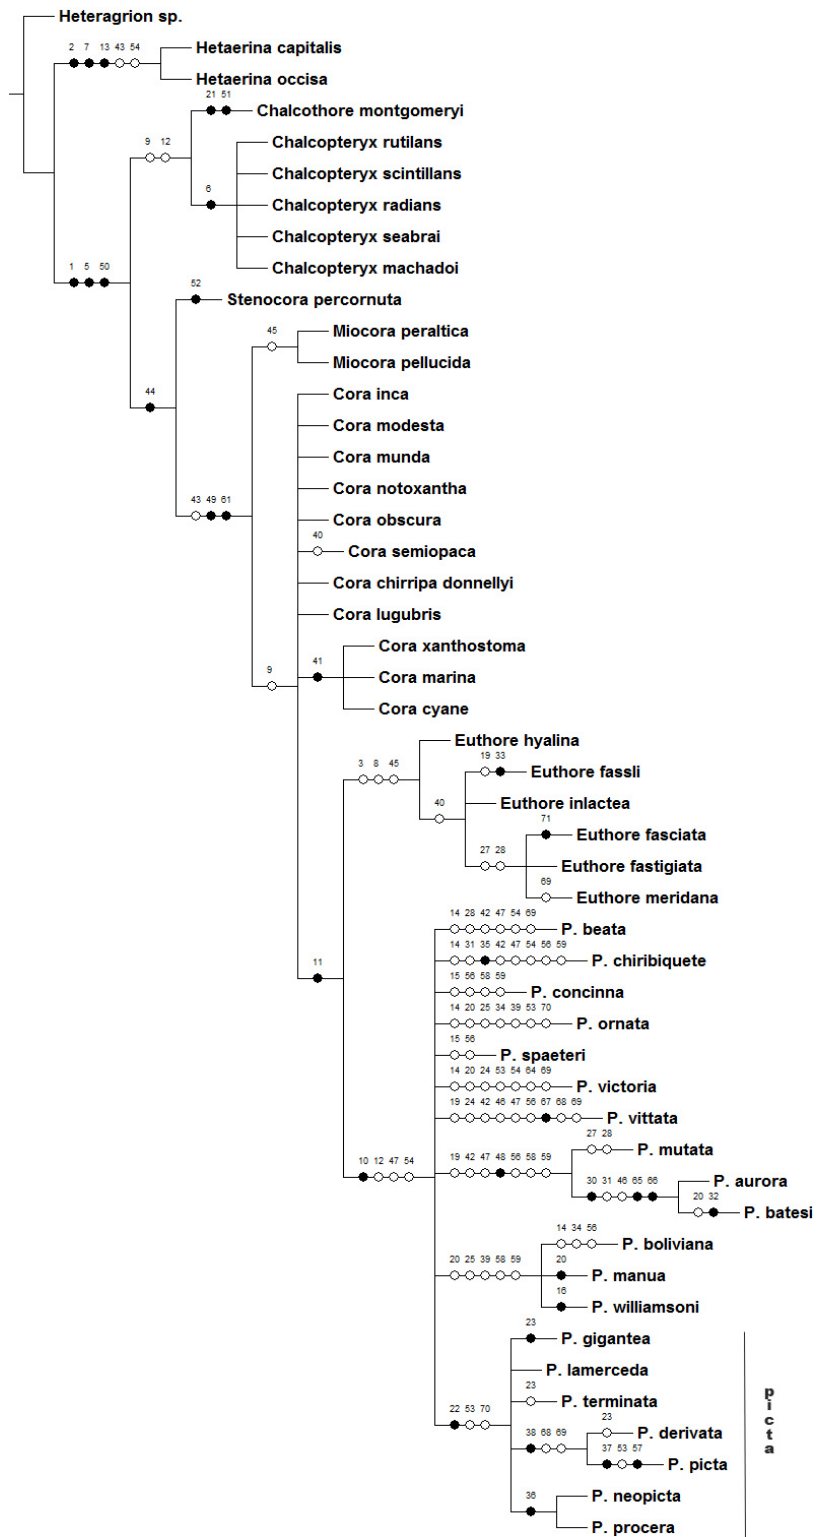 Heteragrion sp.
2 7 13 43 54
Hetaerina capitalis
Hetaerina occisa
21 51
Chalcothore montgomeryi
9 12
Chalcopteryx rutilans
Chalcopteryx scintillans
6
Chalcopteryx radians
Chalcopteryx seabrai
Chalcopteryx machadoi
1 5 50
52
Stenocora percornuta
45
Miocora peraltica
Miocora pellucida
44
Cora inca
Cora modesta
Cora munda
Cora notoxantha
43 49 61
Cora obscura
40
Cora semiopaca
Cora chirripa donnellyi
Cora lugubris
Cora xanthostoma
41
Cora marina
9
Cora cyane
Euthore hyalina
3 8 45
19 33
Euthore fassli
40
Euthore inlactea
71
Euthore fasciata
27 28
Euthore fastigiata
69
Euthore meridana
14 28 42 47 54 69
P. beata
14 31 35 42 47 54 56 59
P. chiribiquete
11
15 56 58 59
P. concinna
14 20 25 34 39 53 70
P. ornata
15 56
P. spaeteri
14 20 24 53 54 64 69
P. victoria
19 24 42 46 47 56 67 68 69
P. vittata
27 28
P. mutata
10 12 47 54
19 42 47 48 56 58 59
P. aurora
30 31 46 65 66
20 32
P. batesi
14 34 56
P. boliviana
20 25 39 58 59
20
P. manua
16
P. williamsoni
23
P. gigantea
P. lamerceda
23
P. terminata
22 53 70
23
P. derivata
38 68 69
37 53 57
P. picta
36
P. neopicta
P. procera
picta